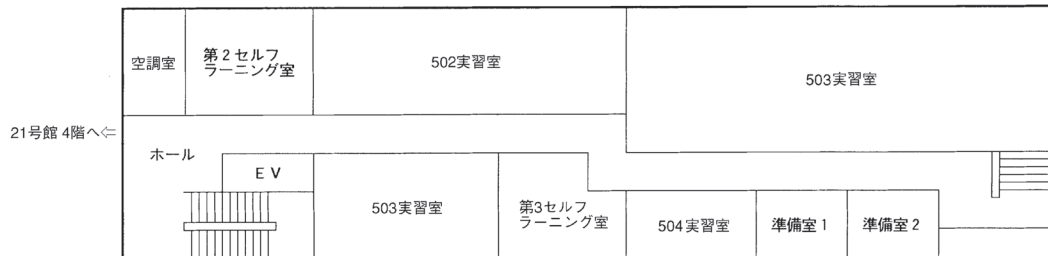 空調室
第2セルフ
ラーニング室
502実習室
503実習室
21号館 4階へ⇦
ホール
EV
503実習室
第3セルフ
ラーニング室
504実習室
準備室1
準備室2